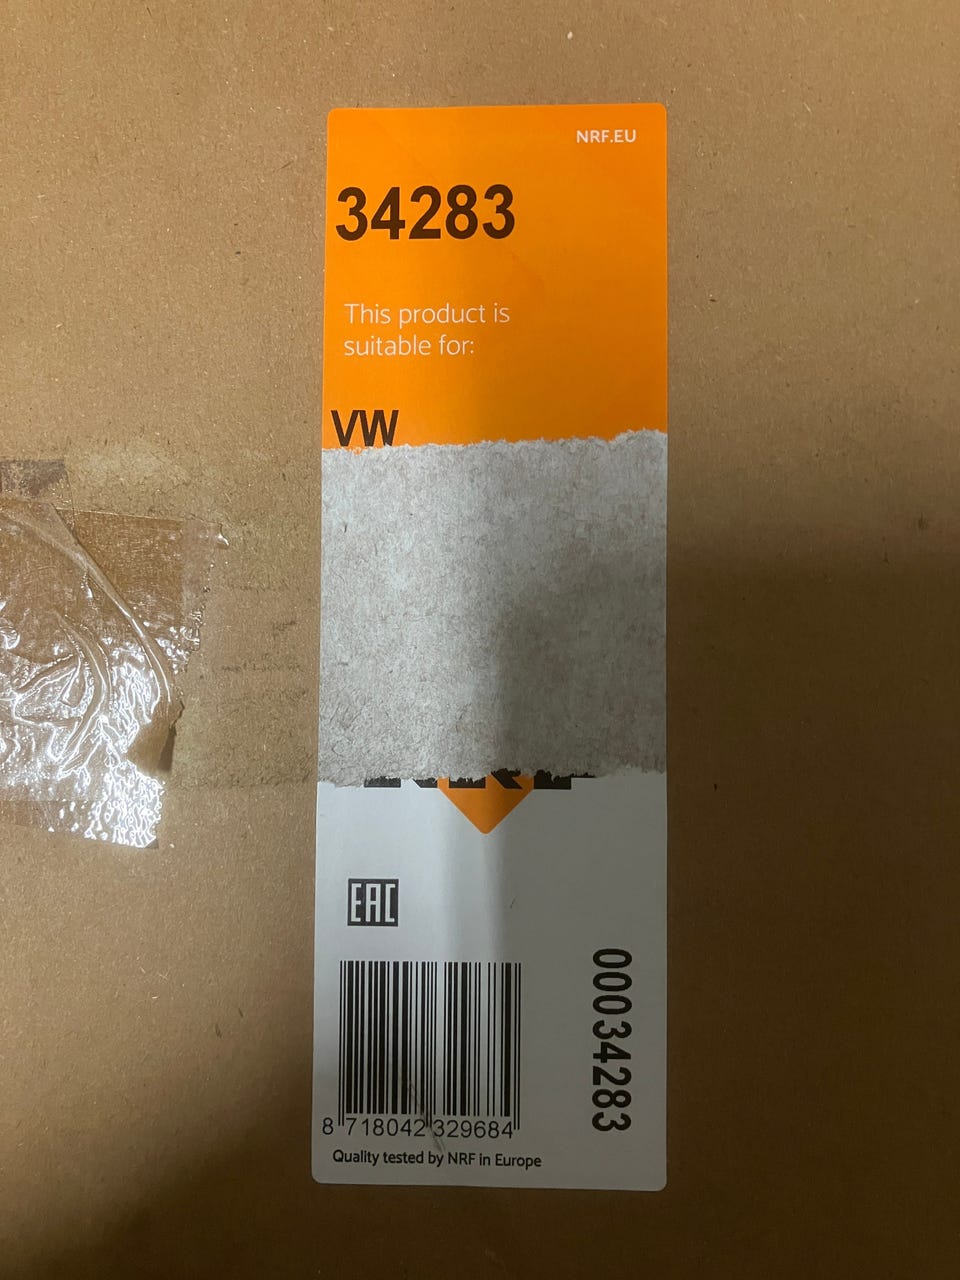 NRF.EU
34283
This product is
suitable for:
VW
EAC
00034283
8 718042 329684
Quality tested by NRF in Europe